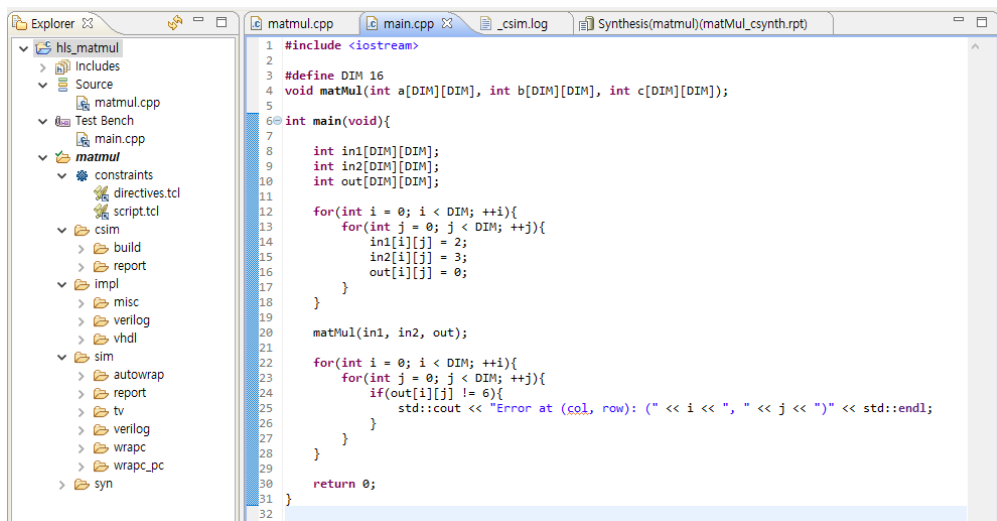 Explorer
hls_matmul
Includes
Source
matmul.cpp
Test Bench
main.cpp
matmul
constraints
directives.tcl
script.tcl
csim
build
report
impl
misc
verilog
vhdl
sim
autowrap
report
tv
verilog
wrapc
wrapc_pc
syn
matmul.cpp main.cpp _csim.log Synthesis(matmul)(matMul_csynth.rpt)
1 #include <iostream>
2
3 #define DIM 16
4 void matMul(int a[DIM][DIM], int b[DIM][DIM], int c[DIM][DIM]);
5
6 int main(void){
7
8     int in1[DIM][DIM];
9     int in2[DIM][DIM];
10     int out[DIM][DIM];
11
12     for(int i = 0; i < DIM; ++i){
13         for(int j = 0; j < DIM; ++j){
14             in1[i][j] = 2;
15             in2[i][j] = 3;
16             out[i][j] = 0;
17         }
18     }
19
20     matMul(in1, in2, out);
21
22     for(int i = 0; i < DIM; ++i){
23         for(int j = 0; j < DIM; ++j){
24             if(out[i][j] != 6){
25                 std::cout << "Error at (col, row): (" << i << ", " << j << ")" << std::endl;
26             }
27         }
28     }
29
30     return 0;
31 }
32